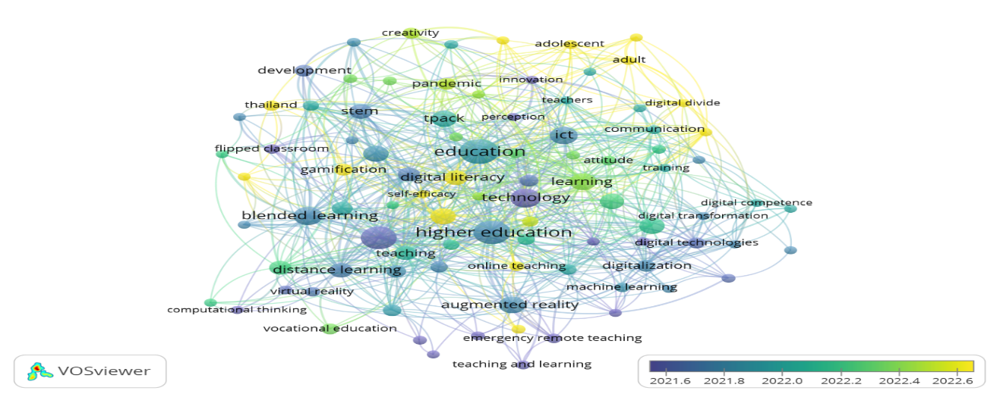 creativity
adolescent
adult
development
pandemic
innovation
thailand
stem
tpack
perception
teachers
digital divide
ict
communication
flipped classroom
education
attitude
gamification
digital literacy
learning
training
self-efficacy
technology
digital competence
blended learning
digital transformation
higher education
teaching
digital technologies
distance learning
online teaching
digitalization
virtual reality
machine learning
computational thinking
augmented reality
vocational education
emergency remote teaching
teaching and learning
VOSviewer
2021.6 2021.8 2022.0 2022.2 2022.4 2022.6